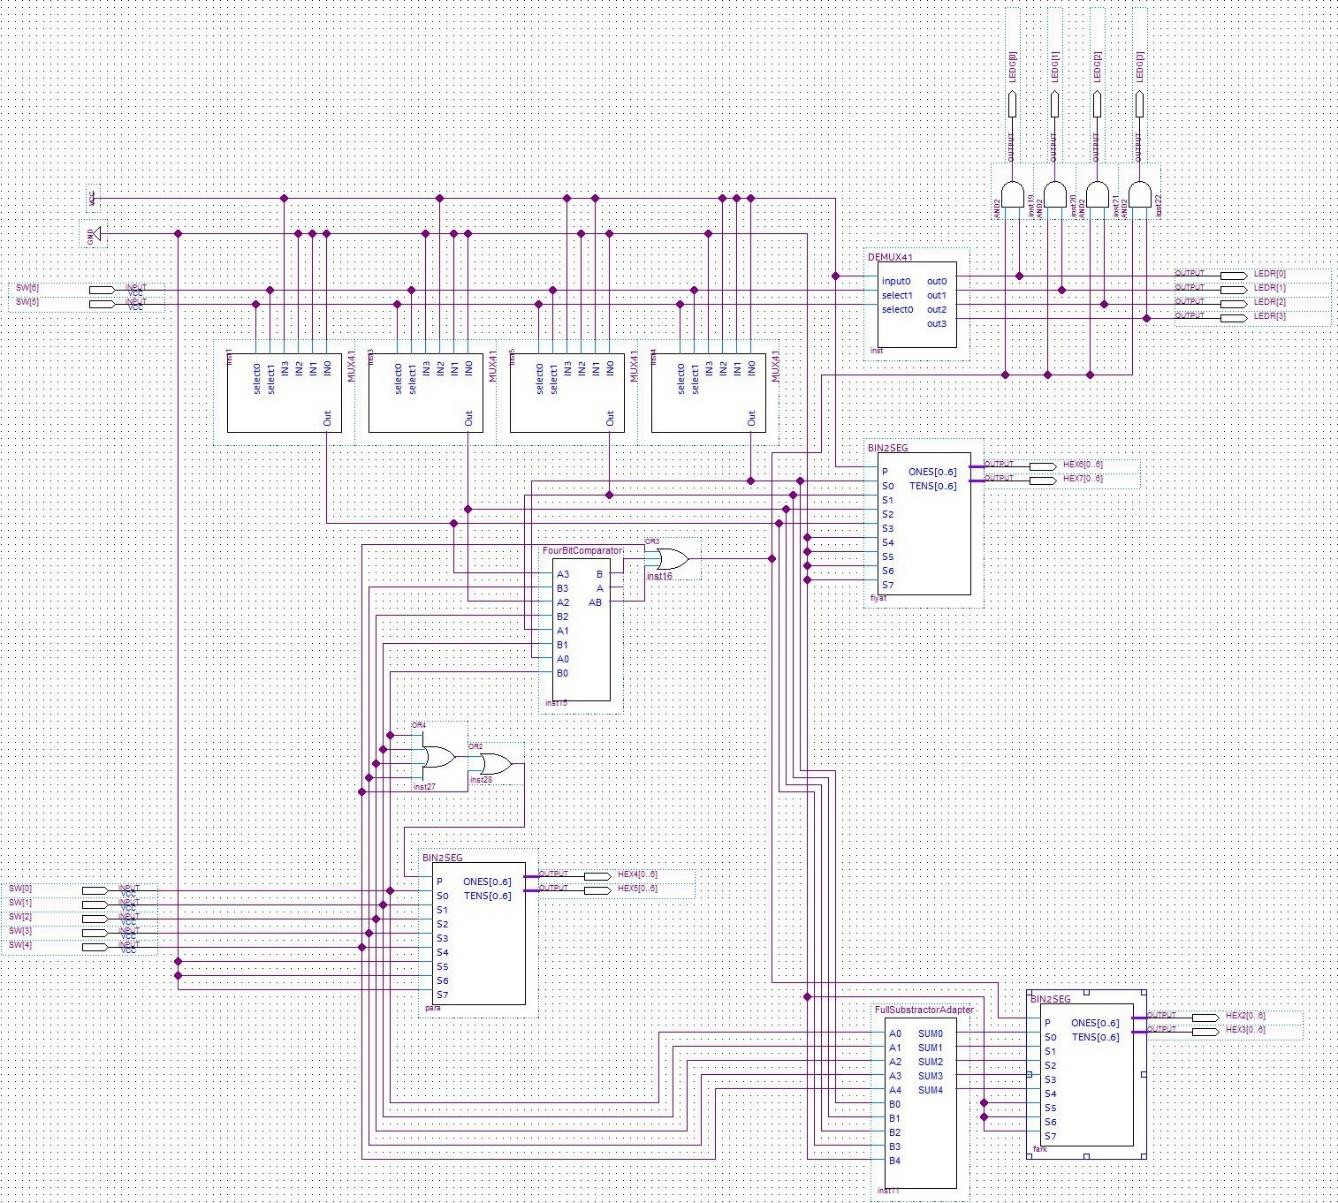 LEDG[0]
LEDG[1]
LEDG[2]
LEDG[3]
OUTPUT
OUTPUT
OUTPUT
OUTPUT
AND2
inst19
AND2
inst20
AND2
inst21
AND2
inst22
VCC
GND
SW[6]
INPUT
VCC
SW[5]
INPUT
VCC
DEMUX41
input0 out0
select1 out1
select0 out2
out3
inst
OUTPUT LEDR[0]
OUTPUT LEDR[1]
OUTPUT LEDR[2]
OUTPUT LEDR[3]
select0
select1
IN3
IN2
IN1
IN0
Out
MUX41
inst3
select0
select1
IN3
IN2
IN1
IN0
Out
MUX41
select0
select1
IN3
IN2
IN1
IN0
Out
MUX41
inst4
select0
select1
IN3
IN2
IN1
IN0
Out
MUX41
BIN2SEG
P ONES[0..6]
S0 TENS[0..6]
S1
S2
S3
S4
S5
S6
S7
fiyat
OUTPUT HEX6[0..6]
OUTPUT HEX7[0..6]
OR3
inst16
FourBitComparator
A3 B
B3 A
A2 AB
B2
A1
B1
A0
B0
inst15
OR4
inst27
OR2
inst28
BIN2SEG
P ONES[0..6]
S0 TENS[0..6]
S1
S2
S3
S4
S5
S6
S7
para
OUTPUT HEX4[0..6]
OUTPUT HEX5[0..6]
SW[0]
INPUT
VCC
SW[1]
INPUT
VCC
SW[2]
INPUT
VCC
SW[3]
INPUT
VCC
SW[4]
INPUT
VCC
FullSubstractorAdapter
A0 SUM0
A1 SUM1
A2 SUM2
A3 SUM3
A4 SUM4
B0
B1
B2
B3
B4
inst11
BIN2SEG
P ONES[0..6]
S0 TENS[0..6]
S1
S2
S3
S4
S5
S6
S7
fark
OUTPUT HEX2[0..6]
OUTPUT HEX3[0..6]